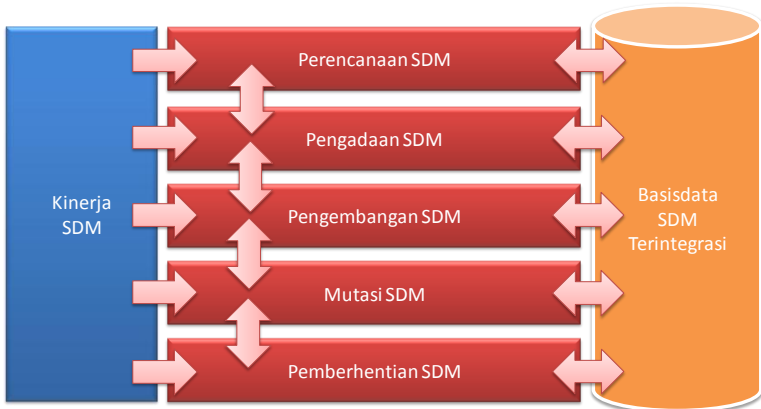 Kinerja
SDM
Perencanaan SDM
Pengadaan SDM
Pengembangan SDM
Mutasi SDM
Pemberhentian SDM
Basisdata
SDM
Terintegrasi